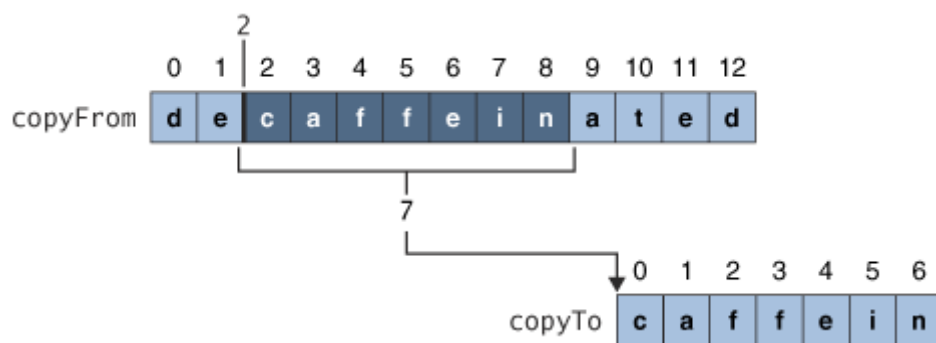 2
0 1 2 3 4 5 6 7 8 9 10 11 12
copyFrom d e c a f f e i n a t e d
7
0 1 2 3 4 5 6
copyTo c a f f e i n